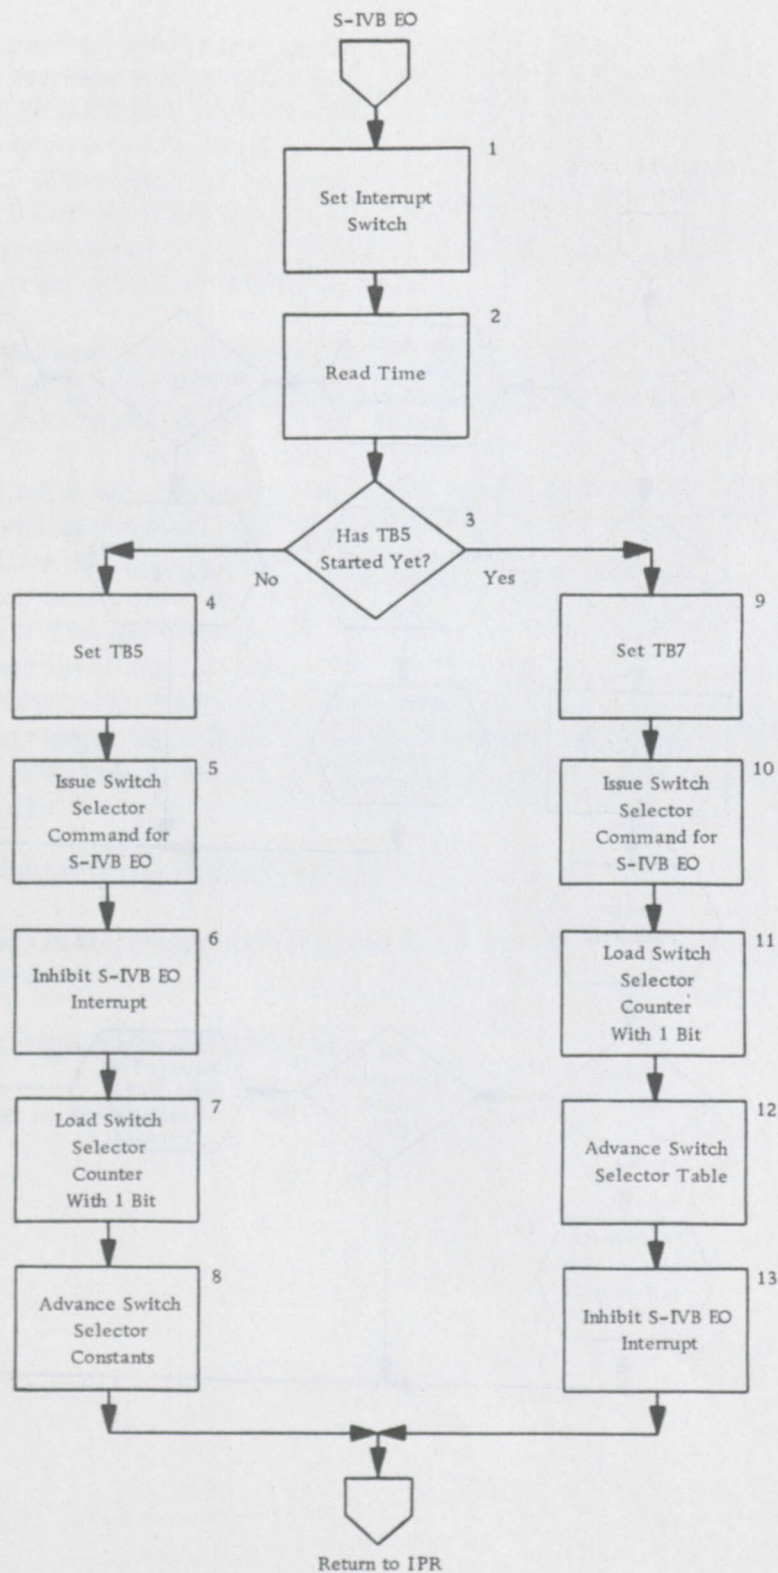 S-IVB EO
1
Set Interrupt
Switch
2
Read Time
3
Has TB5
Started Yet?
No
Yes
4
Set TB5
5
Issue Switch
Selector
Command for
S-IVB EO
6
Inhibit S-IVB EO
Interrupt
7
Load Switch
Selector
Counter
With 1 Bit
8
Advance Switch
Selector
Constants
9
Set TB7
10
Issue Switch
Selector
Command for
S-IVB EO
11
Load Switch
Selector
Counter
With 1 Bit
12
Advance Switch
Selector Table
13
Inhibit S-IVB EO
Interrupt
Return to IPR